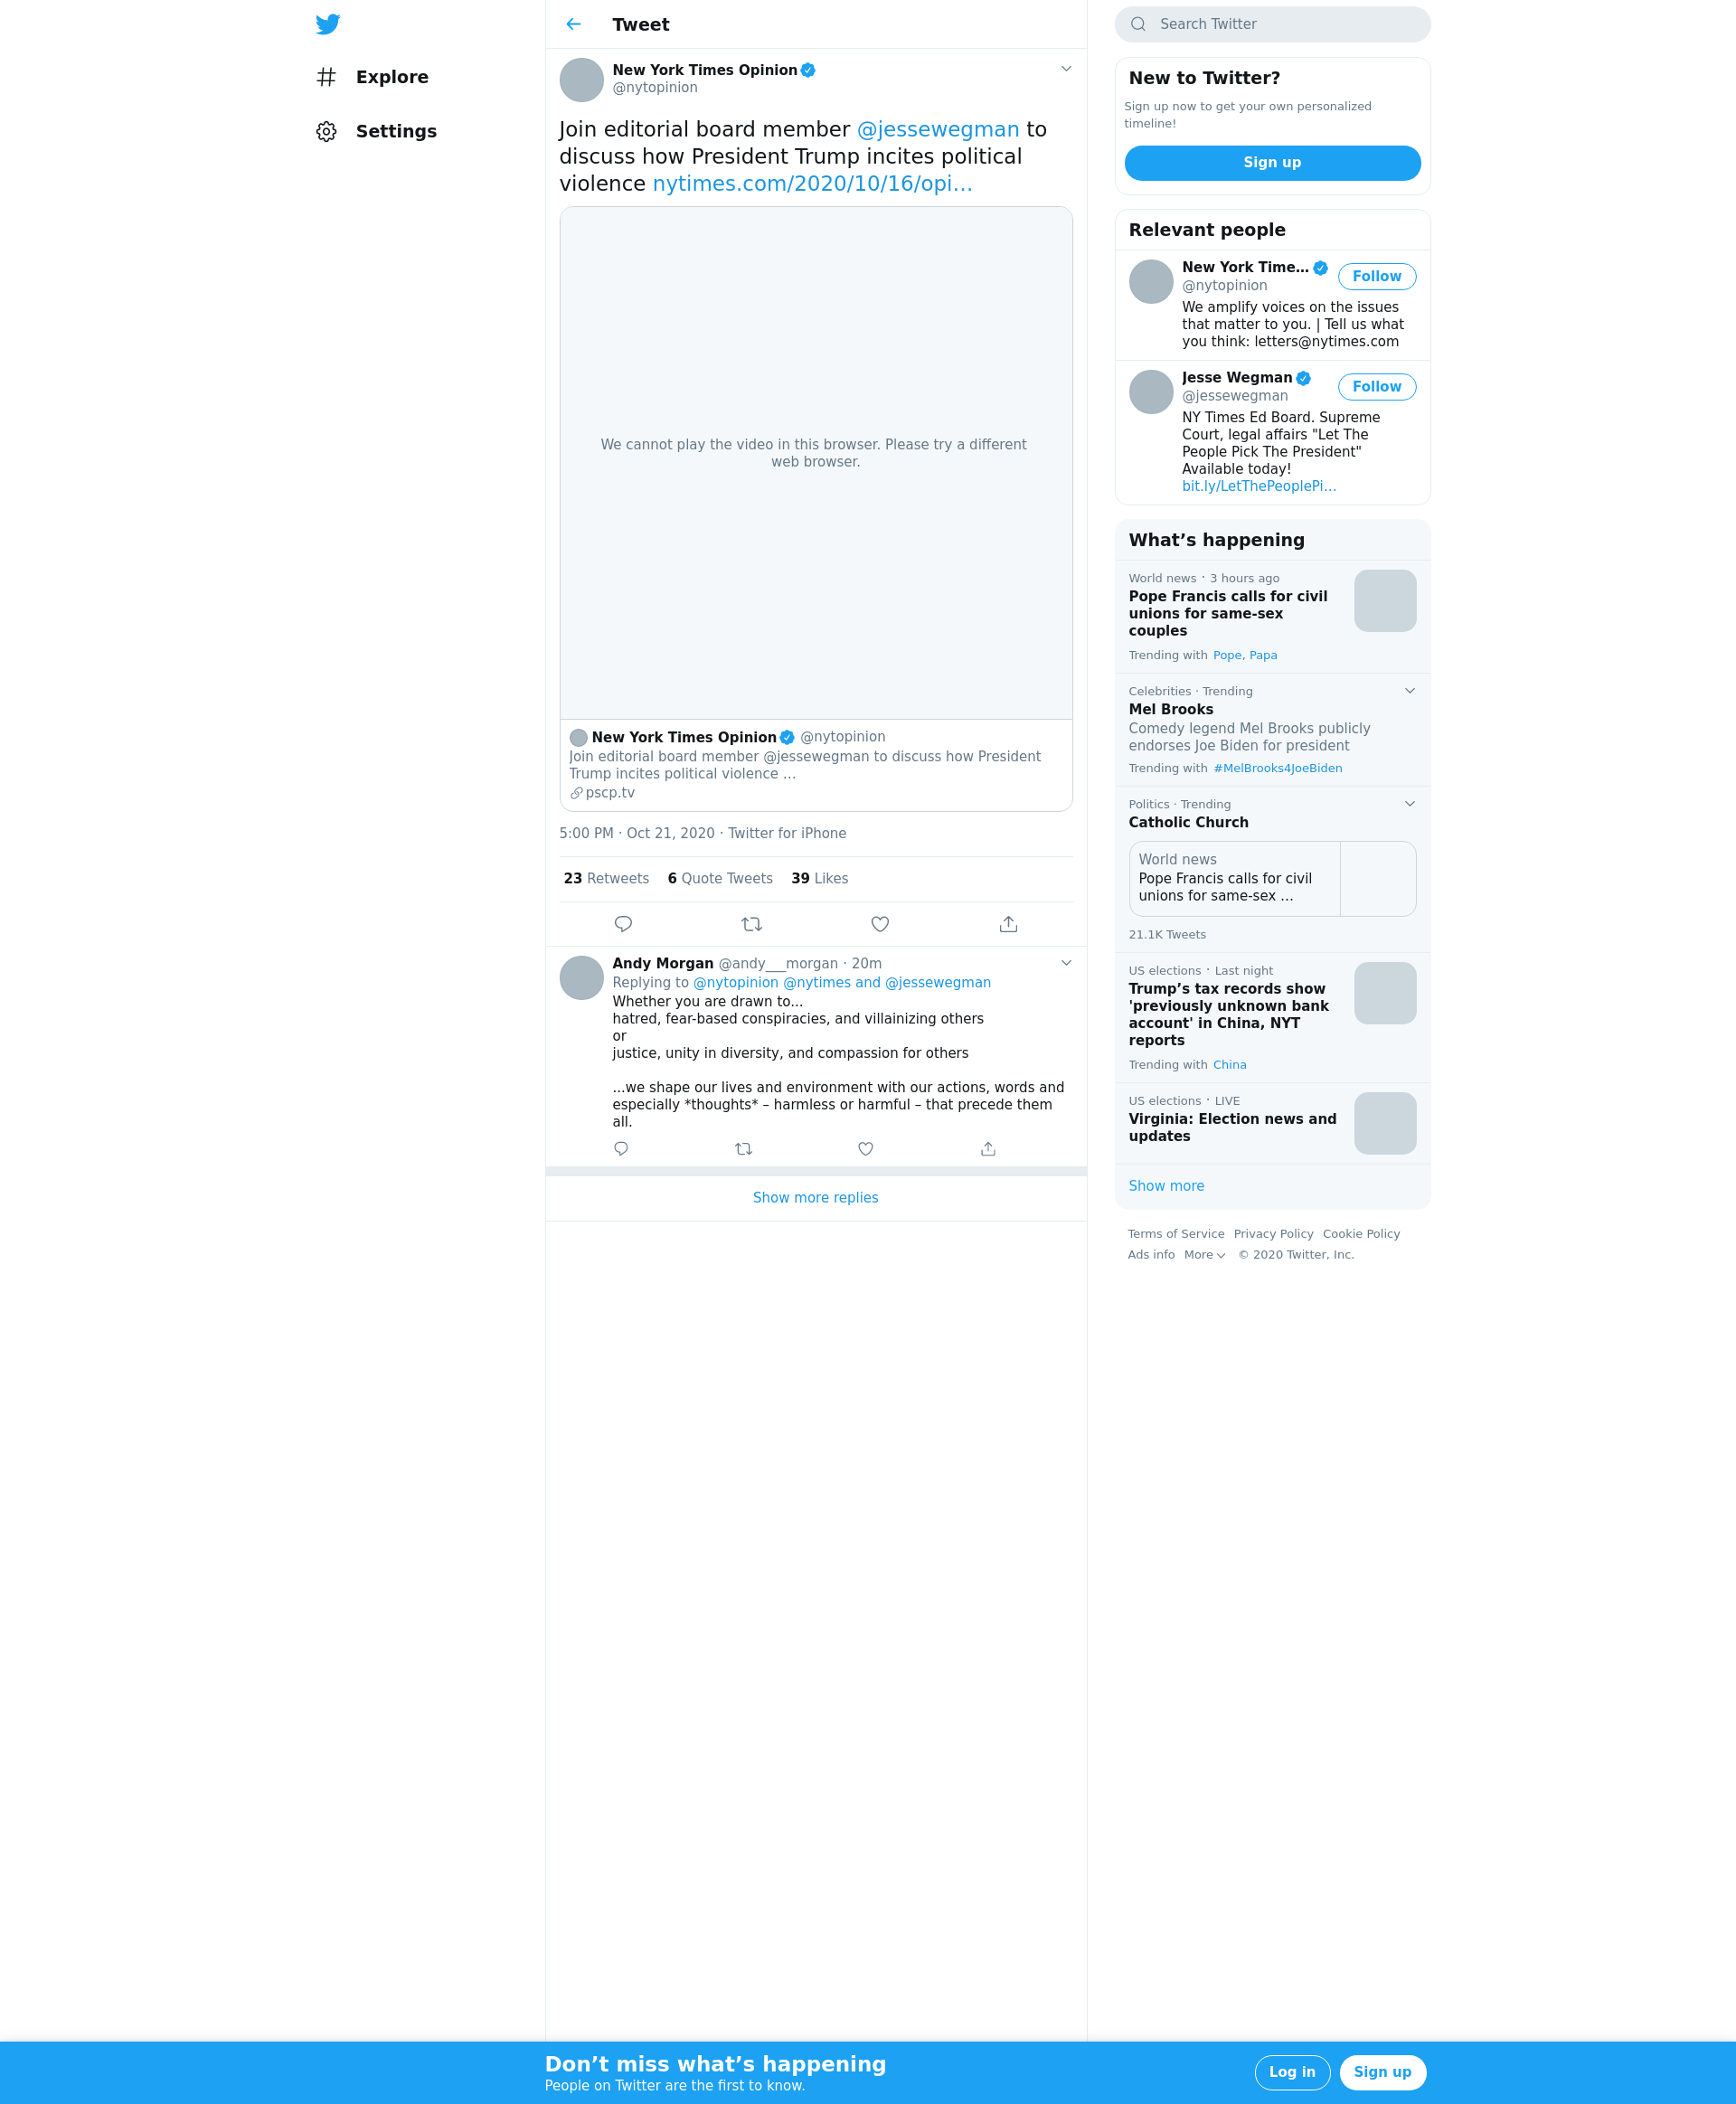 Explore
Settings
Tweet
New York Times Opinion
@nytopinion
Join editorial board member @jessewegman to
discuss how President Trump incites political
violence nytimes.com/2020/10/16/opi…
We cannot play the video in this browser. Please try a different
web browser.
New York Times Opinion @nytopinion
Join editorial board member @jessewegman to discuss how President
Trump incites political violence …
pscp.tv
5:00 PM · Oct 21, 2020 · Twitter for iPhone
23 Retweets 6 Quote Tweets 39 Likes
Andy Morgan @andy___morgan · 20m
Replying to @nytopinion @nytimes and @jessewegman
Whether you are drawn to...
hatred, fear-based conspiracies, and villainizing others
or
justice, unity in diversity, and compassion for others
...we shape our lives and environment with our actions, words and
especially *thoughts* – harmless or harmful – that precede them
all.
Show more replies
Search Twitter
New to Twitter?
Sign up now to get your own personalized
timeline!
Sign up
Relevant people
New York Time… Follow
@nytopinion
We amplify voices on the issues
that matter to you. | Tell us what
you think: letters@nytimes.com
Jesse Wegman Follow
@jessewegman
NY Times Ed Board. Supreme
Court, legal affairs "Let The
People Pick The President"
Available today!
bit.ly/LetThePeoplePi…
What’s happening
World news · 3 hours ago
Pope Francis calls for civil
unions for same-sex
couples
Trending with Pope, Papa
Celebrities · Trending
Mel Brooks
Comedy legend Mel Brooks publicly
endorses Joe Biden for president
Trending with #MelBrooks4JoeBiden
Politics · Trending
Catholic Church
World news
Pope Francis calls for civil
unions for same-sex …
21.1K Tweets
US elections · Last night
Trump’s tax records show
'previously unknown bank
account' in China, NYT
reports
Trending with China
US elections · LIVE
Virginia: Election news and
updates
Show more
Terms of Service Privacy Policy Cookie Policy
Ads info More © 2020 Twitter, Inc.
Don’t miss what’s happening
People on Twitter are the first to know.
Log in Sign up